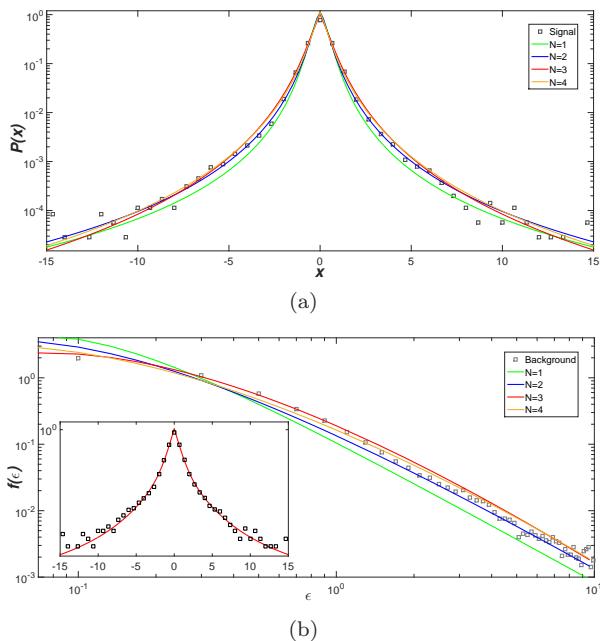 10^0
10^-1
10^-2
10^-3
10^-4
P(x)
Signal
N=1
N=2
N=3
N=4
-15 -10 -5 0 5 10 15
x
(a)
10^0
10^-1
10^-2
10^-3
f(ϵ)
Background
N=1
N=2
N=3
N=4
10^0
-15 -10 -5 0 5 10 15
10^-1 10^0 10^1
ϵ
(b)